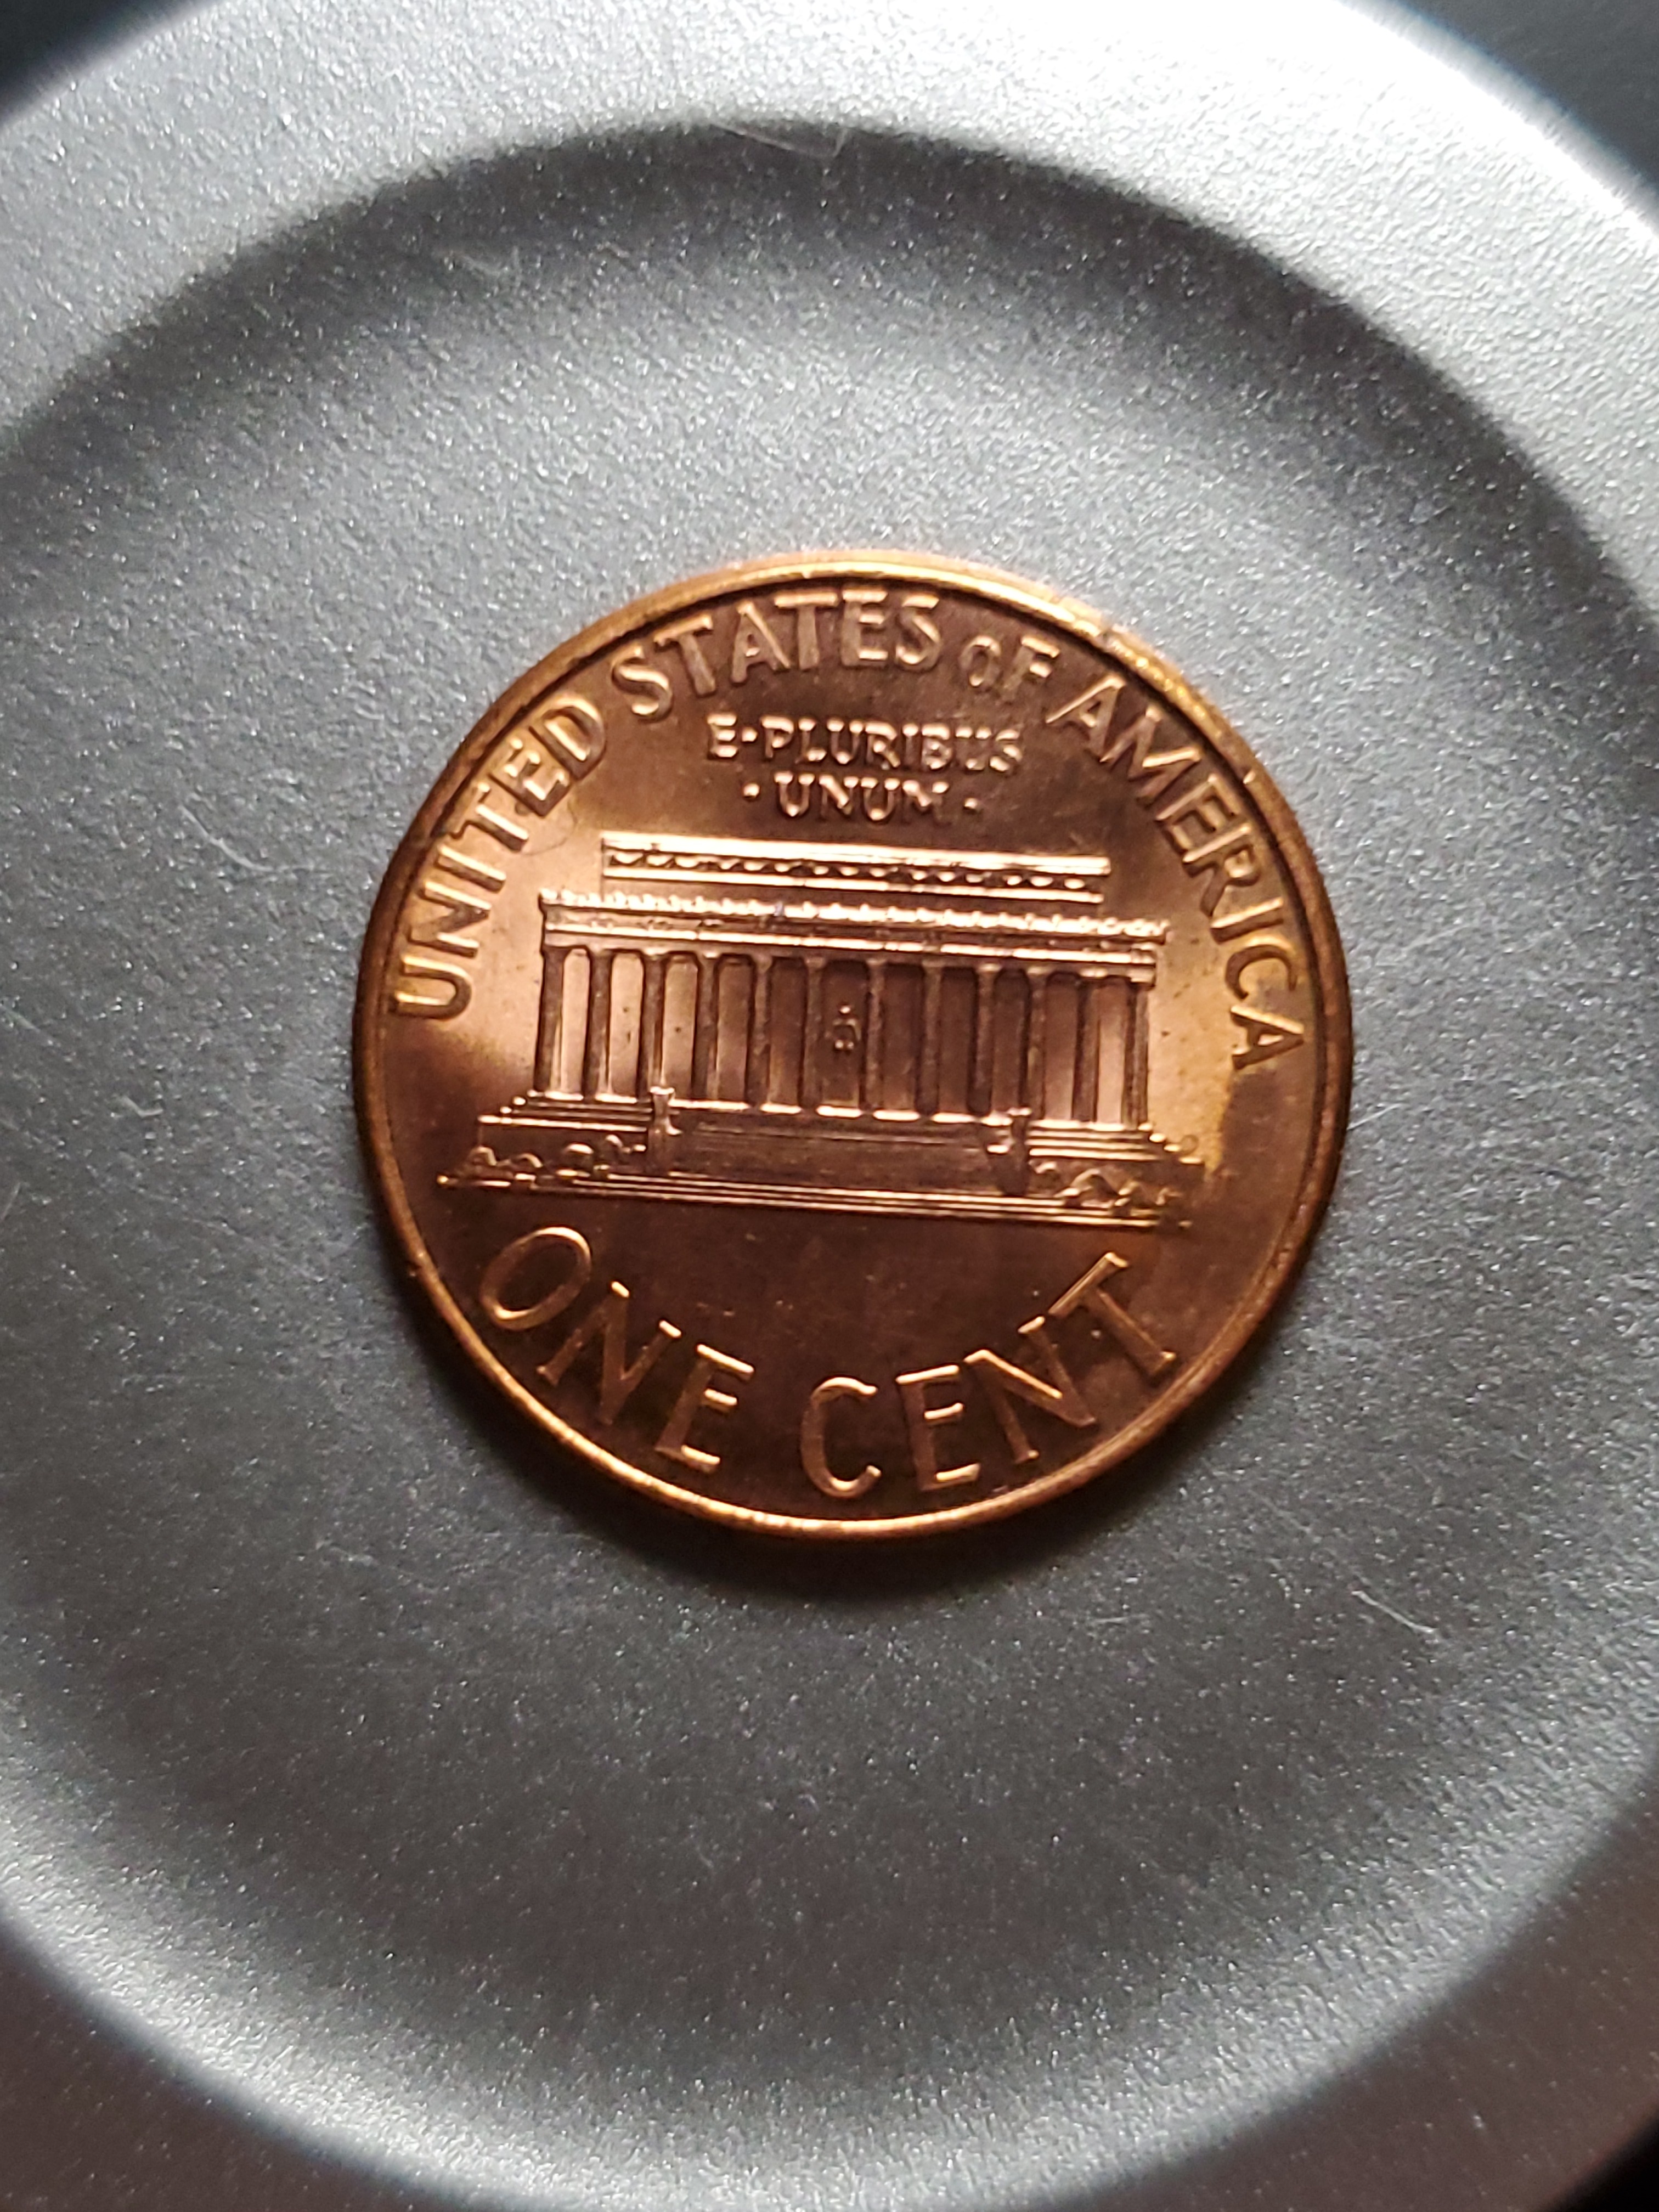 UNITED STATES OF AMERICA
E·PLURIBUS
·UNUM·
ONE CENT